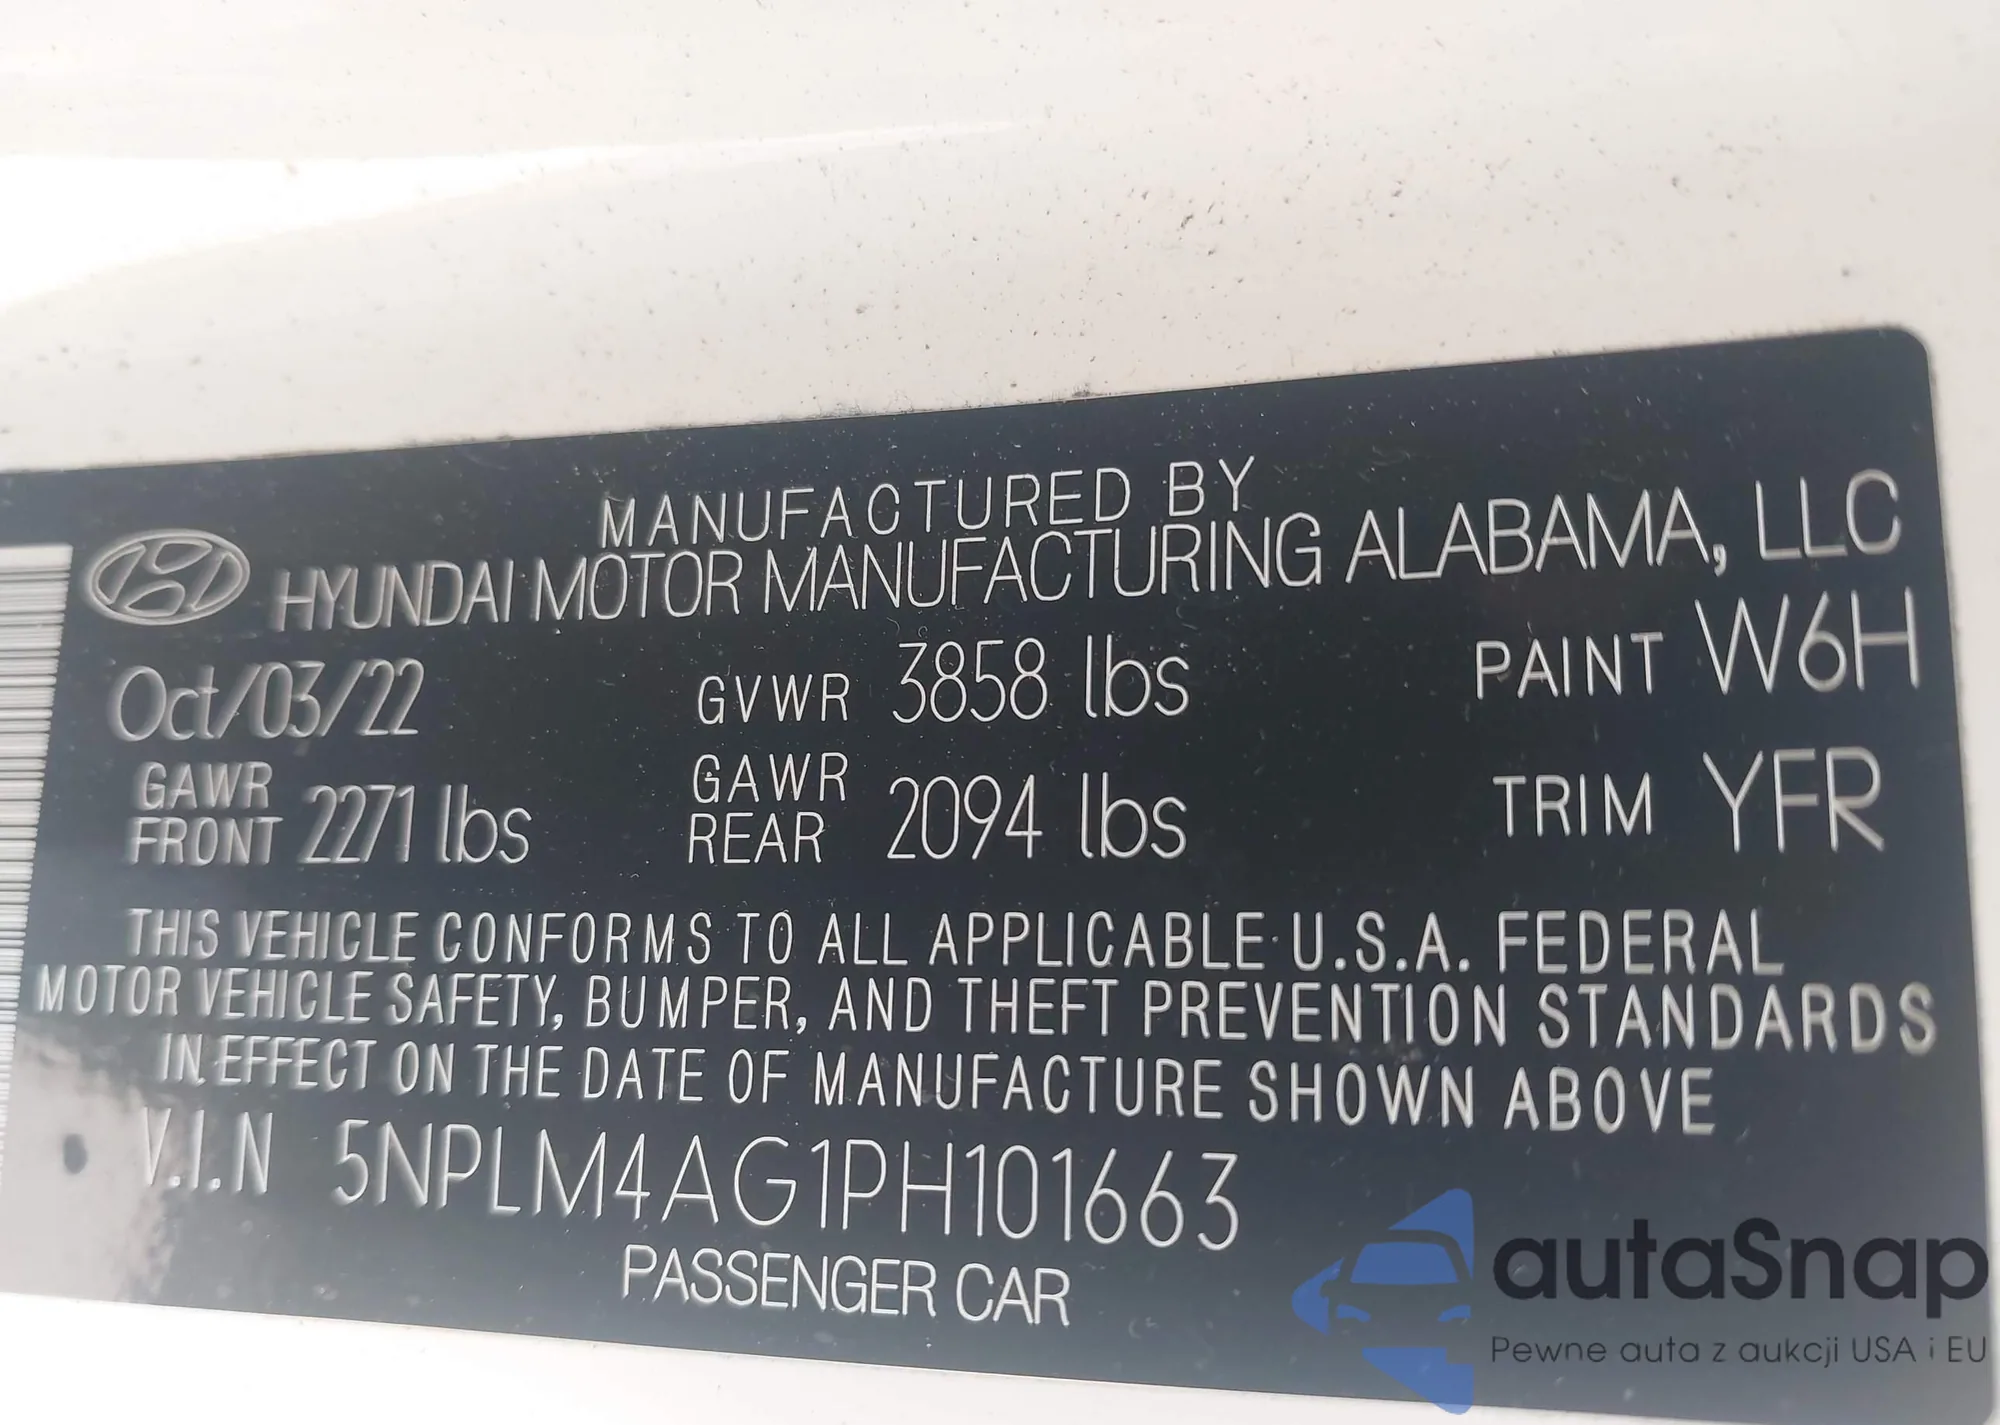 MANUFACTURED BY
HYUNDAI MOTOR MANUFACTURING ALABAMA, LLC
Oct/03/22 GVWR 3858 lbs PAINT W6H
GAWR FRONT 2271 lbs GAWR REAR 2094 lbs TRIM YFR
THIS VEHICLE CONFORMS TO ALL APPLICABLE U.S.A. FEDERAL
MOTOR VEHICLE SAFETY, BUMPER, AND THEFT PREVENTION STANDARDS
IN EFFECT ON THE DATE OF MANUFACTURE SHOWN ABOVE
V.I.N 5NPLM4AG1PH101663
PASSENGER CAR
autaSnap
Pewne auta z aukcji USA i EU